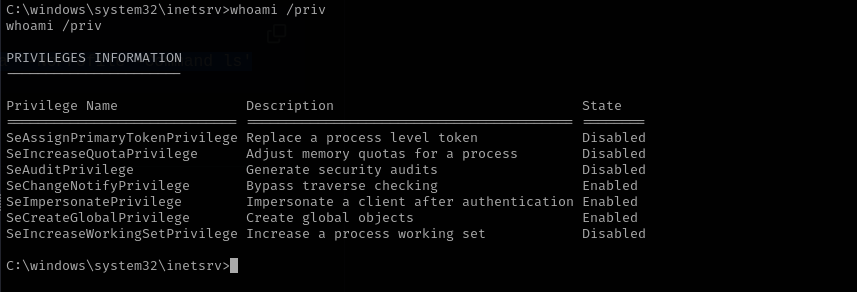 C:\windows\system32\inetsrv>whoami /priv
whoami /priv
PRIVILEGES INFORMATION
----------------------
Privilege Name                Description                               State
============================= ========================================= ========
SeAssignPrimaryTokenPrivilege Replace a process level token             Disabled
SeIncreaseQuotaPrivilege      Adjust memory quotas for a process        Disabled
SeAuditPrivilege              Generate security audits                  Disabled
SeChangeNotifyPrivilege       Bypass traverse checking                  Enabled
SeImpersonatePrivilege        Impersonate a client after authentication Enabled
SeCreateGlobalPrivilege       Create global objects                     Enabled
SeIncreaseWorkingSetPrivilege Increase a process working set            Disabled
C:\windows\system32\inetsrv>